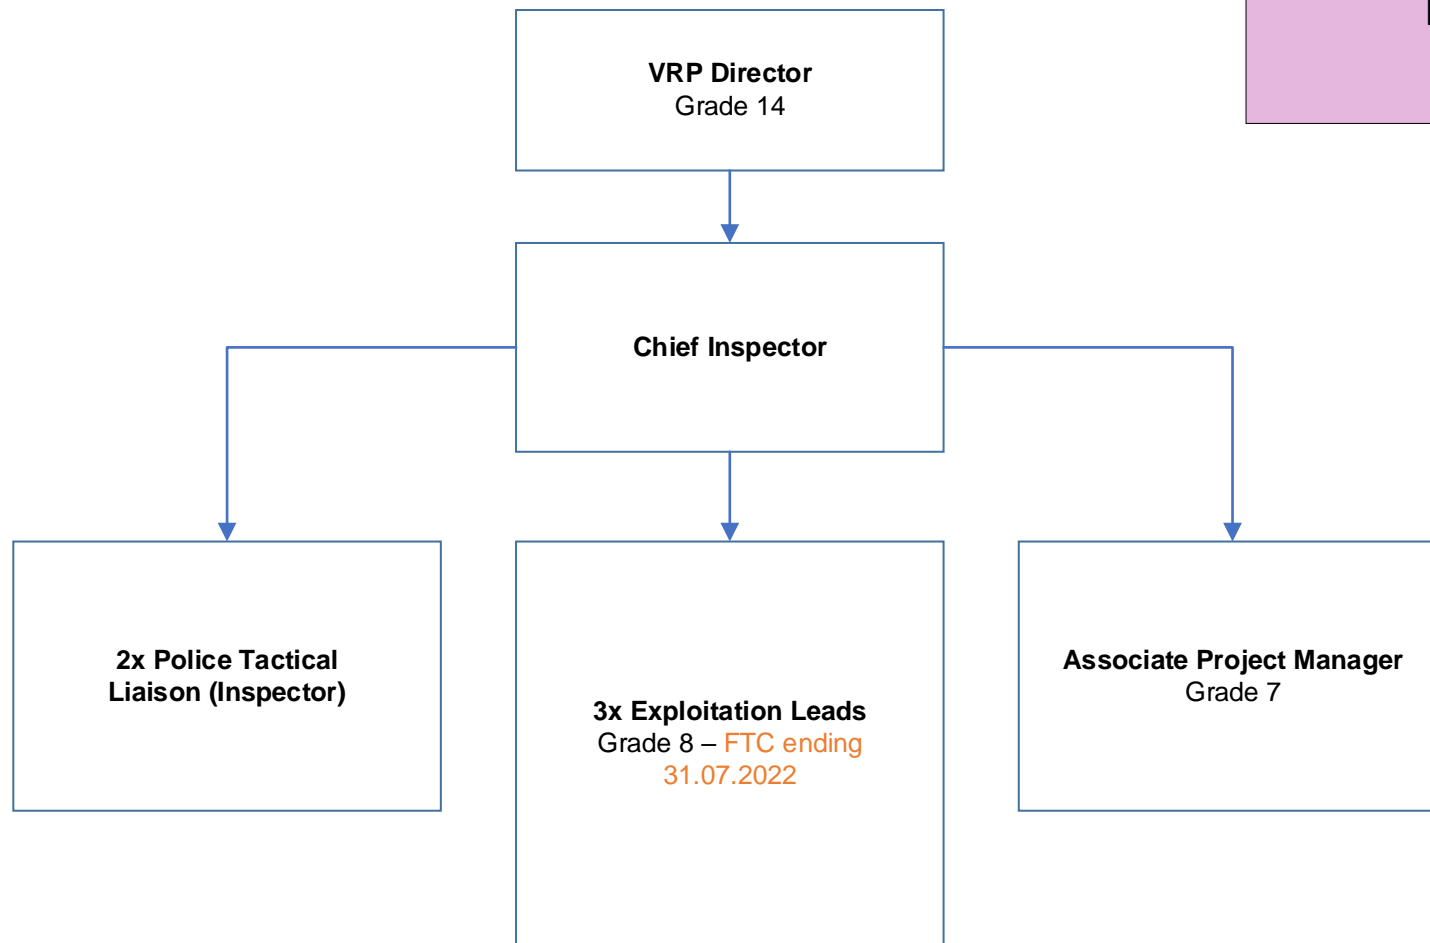 VRP Director
Grade 14
Chief Inspector
2x Police Tactical
Liaison (Inspector)
3x Exploitation Leads
Grade 8 – FTC ending
31.07.2022
Associate Project Manager
Grade 7